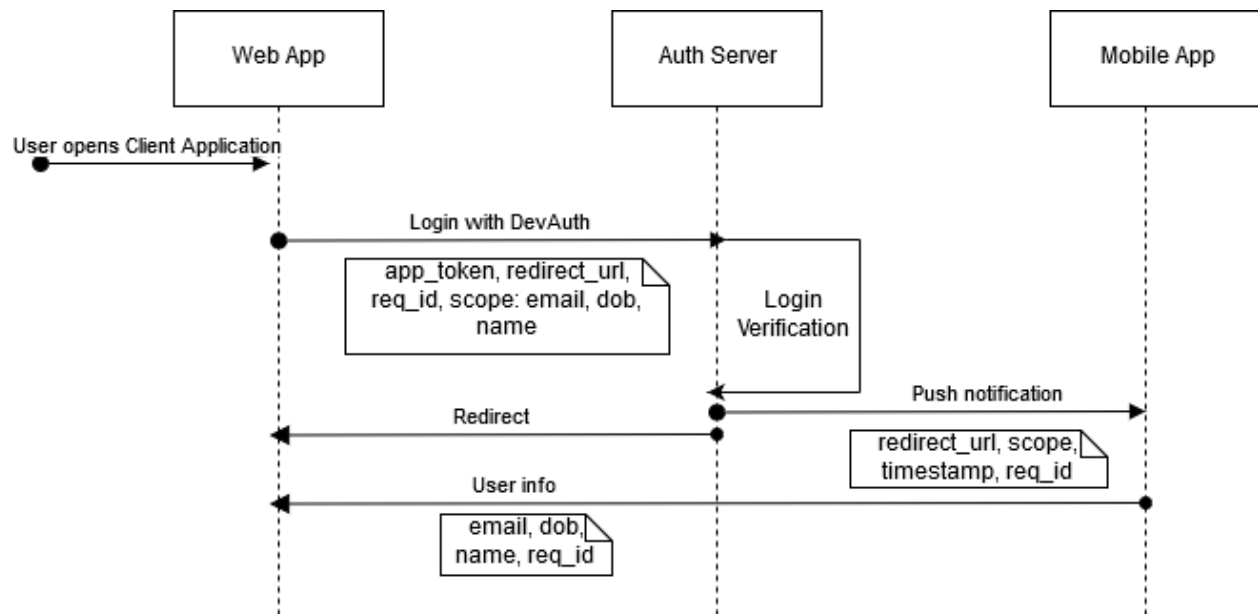 Web App
Auth Server
Mobile App
User opens Client Application
Login with DevAuth
app_token, redirect_url,
req_id, scope: email, dob,
name
Login
Verification
Push notification
Redirect
redirect_url, scope,
timestamp, req_id
User info
email, dob,
name, req_id